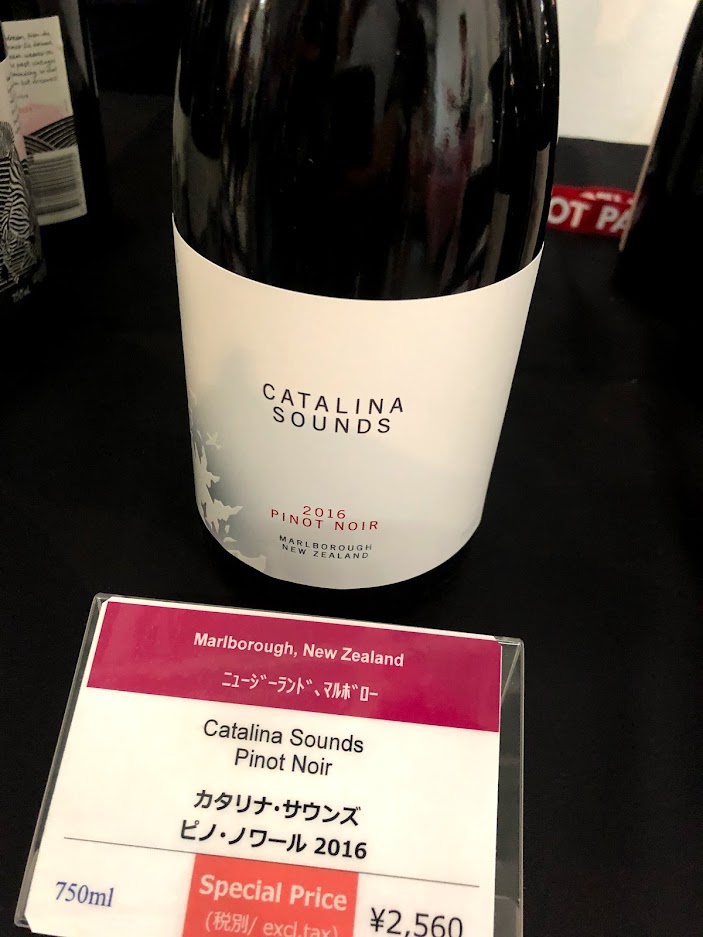 CATALINA
SOUNDS
2016
PINOT NOIR
MARLBOROUGH
NEW ZEALAND
OT PA
Marlborough, New Zealand
ﾆｭｰｼﾞｰﾗﾝﾄﾞ､ﾏﾙﾎﾞﾛｰ
Catalina Sounds
Pinot Noir
カタリナ・サウンズ
ピノ・ノワール 2016
750ml
Special Price
(税別/ excl.tax)
¥2,560